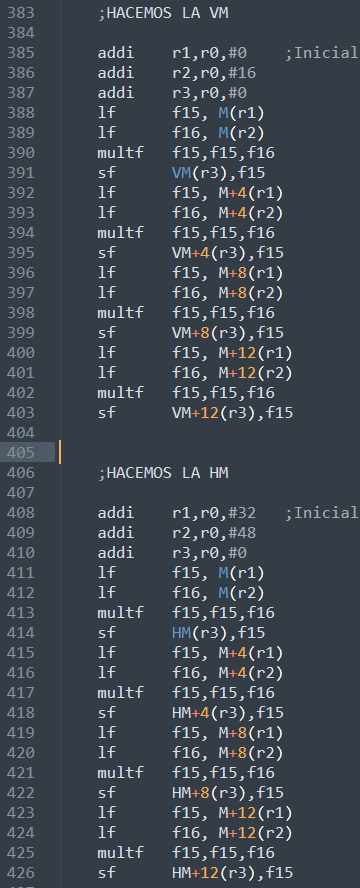 383 ;HACEMOS LA VM
384
385 addi r1,r0,#0 ;Inicial
386 addi r2,r0,#16
387 addi r3,r0,#0
388 lf f15, M(r1)
389 lf f16, M(r2)
390 multf f15,f15,f16
391 sf VM(r3),f15
392 lf f15, M+4(r1)
393 lf f16, M+4(r2)
394 multf f15,f15,f16
395 sf VM+4(r3),f15
396 lf f15, M+8(r1)
397 lf f16, M+8(r2)
398 multf f15,f15,f16
399 sf VM+8(r3),f15
400 lf f15, M+12(r1)
401 lf f16, M+12(r2)
402 multf f15,f15,f16
403 sf VM+12(r3),f15
404
405
406 ;HACEMOS LA HM
407
408 addi r1,r0,#32 ;Inicial
409 addi r2,r0,#48
410 addi r3,r0,#0
411 lf f15, M(r1)
412 lf f16, M(r2)
413 multf f15,f15,f16
414 sf HM(r3),f15
415 lf f15, M+4(r1)
416 lf f16, M+4(r2)
417 multf f15,f15,f16
418 sf HM+4(r3),f15
419 lf f15, M+8(r1)
420 lf f16, M+8(r2)
421 multf f15,f15,f16
422 sf HM+8(r3),f15
423 lf f15, M+12(r1)
424 lf f16, M+12(r2)
425 multf f15,f15,f16
426 sf HM+12(r3),f15